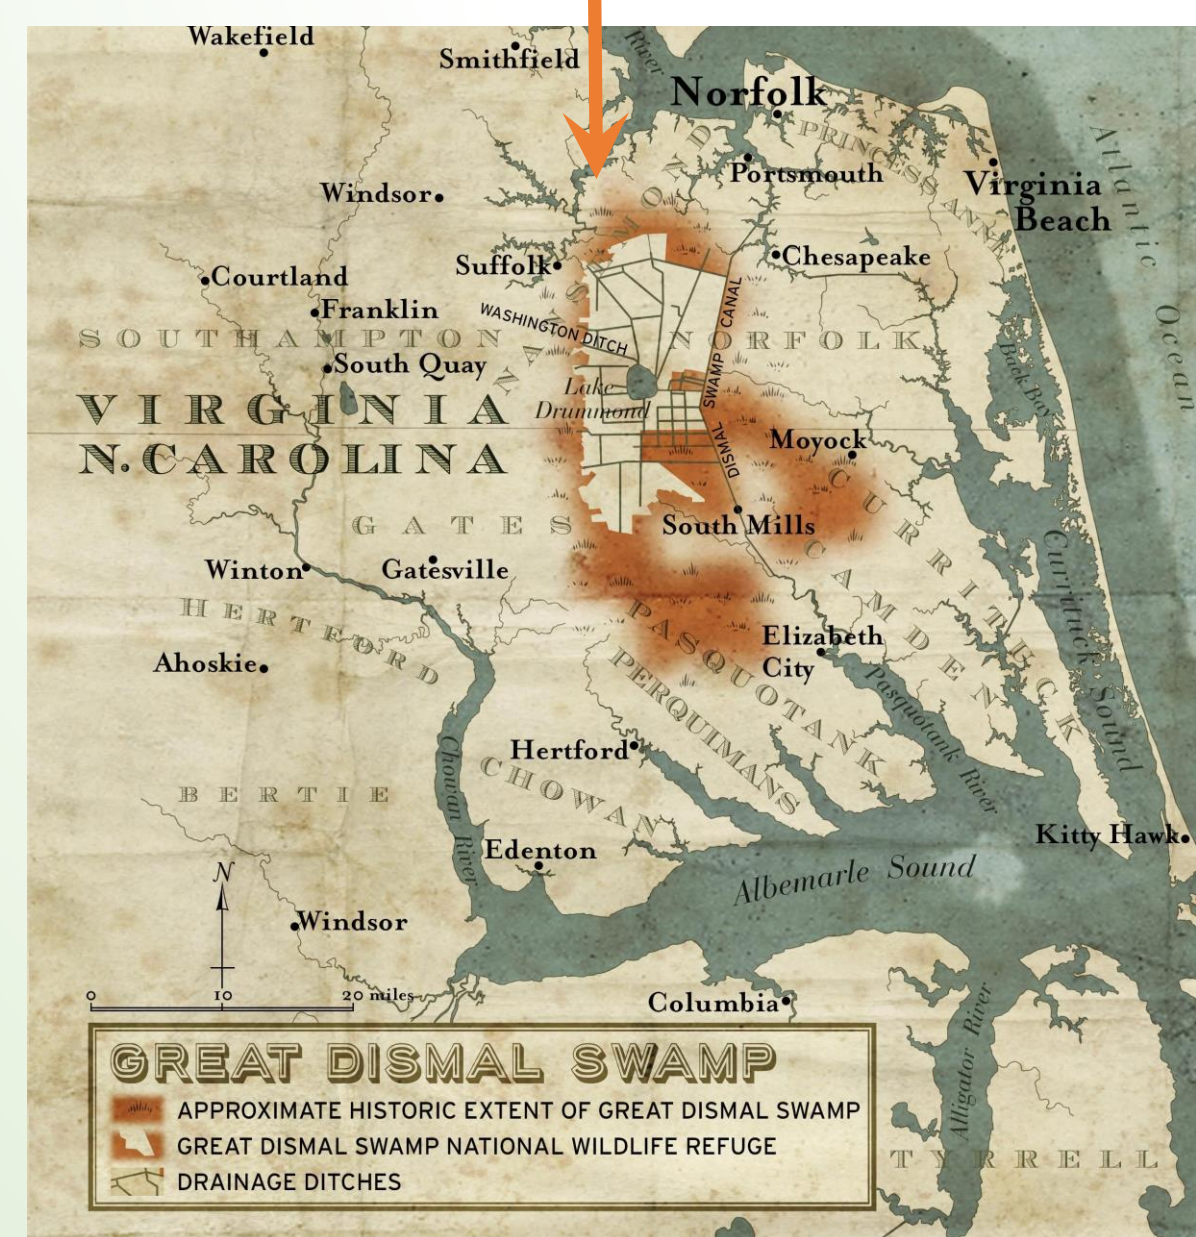 Wakefield
Smithfield
River
Norfolk
PRINCESS ANNE
Atlantic
Ocean
Portsmouth
Virginia
Beach
Windsor
NANSEMOND
Suffolk
Chesapeake
Courtland
Franklin
WASHINGTON DITCH
SOUTHAMPTON
NORFOLK
South Quay
Back Bay
Lake
Drummond
DISMAL SWAMP CANAL
VIRGINIA
N. CAROLINA
Moyock
CURRITUCK
GATES
South Mills
CAMDEN
Currituck Sound
Winton
Gatesville
HERTFORD
PASQUOTANK
Elizabeth
City
PERQUIMANS
Ahoskie
Pasquotank River
Chowan River
Hertford
CHOWAN
BERTIE
Kitty Hawk
Edenton
Albemarle Sound
N
Windsor
0 10 20 miles
Columbia
Alligator River
GREAT DISMAL SWAMP
APPROXIMATE HISTORIC EXTENT OF GREAT DISMAL SWAMP
GREAT DISMAL SWAMP NATIONAL WILDLIFE REFUGE
DRAINAGE DITCHES
TYRRELL